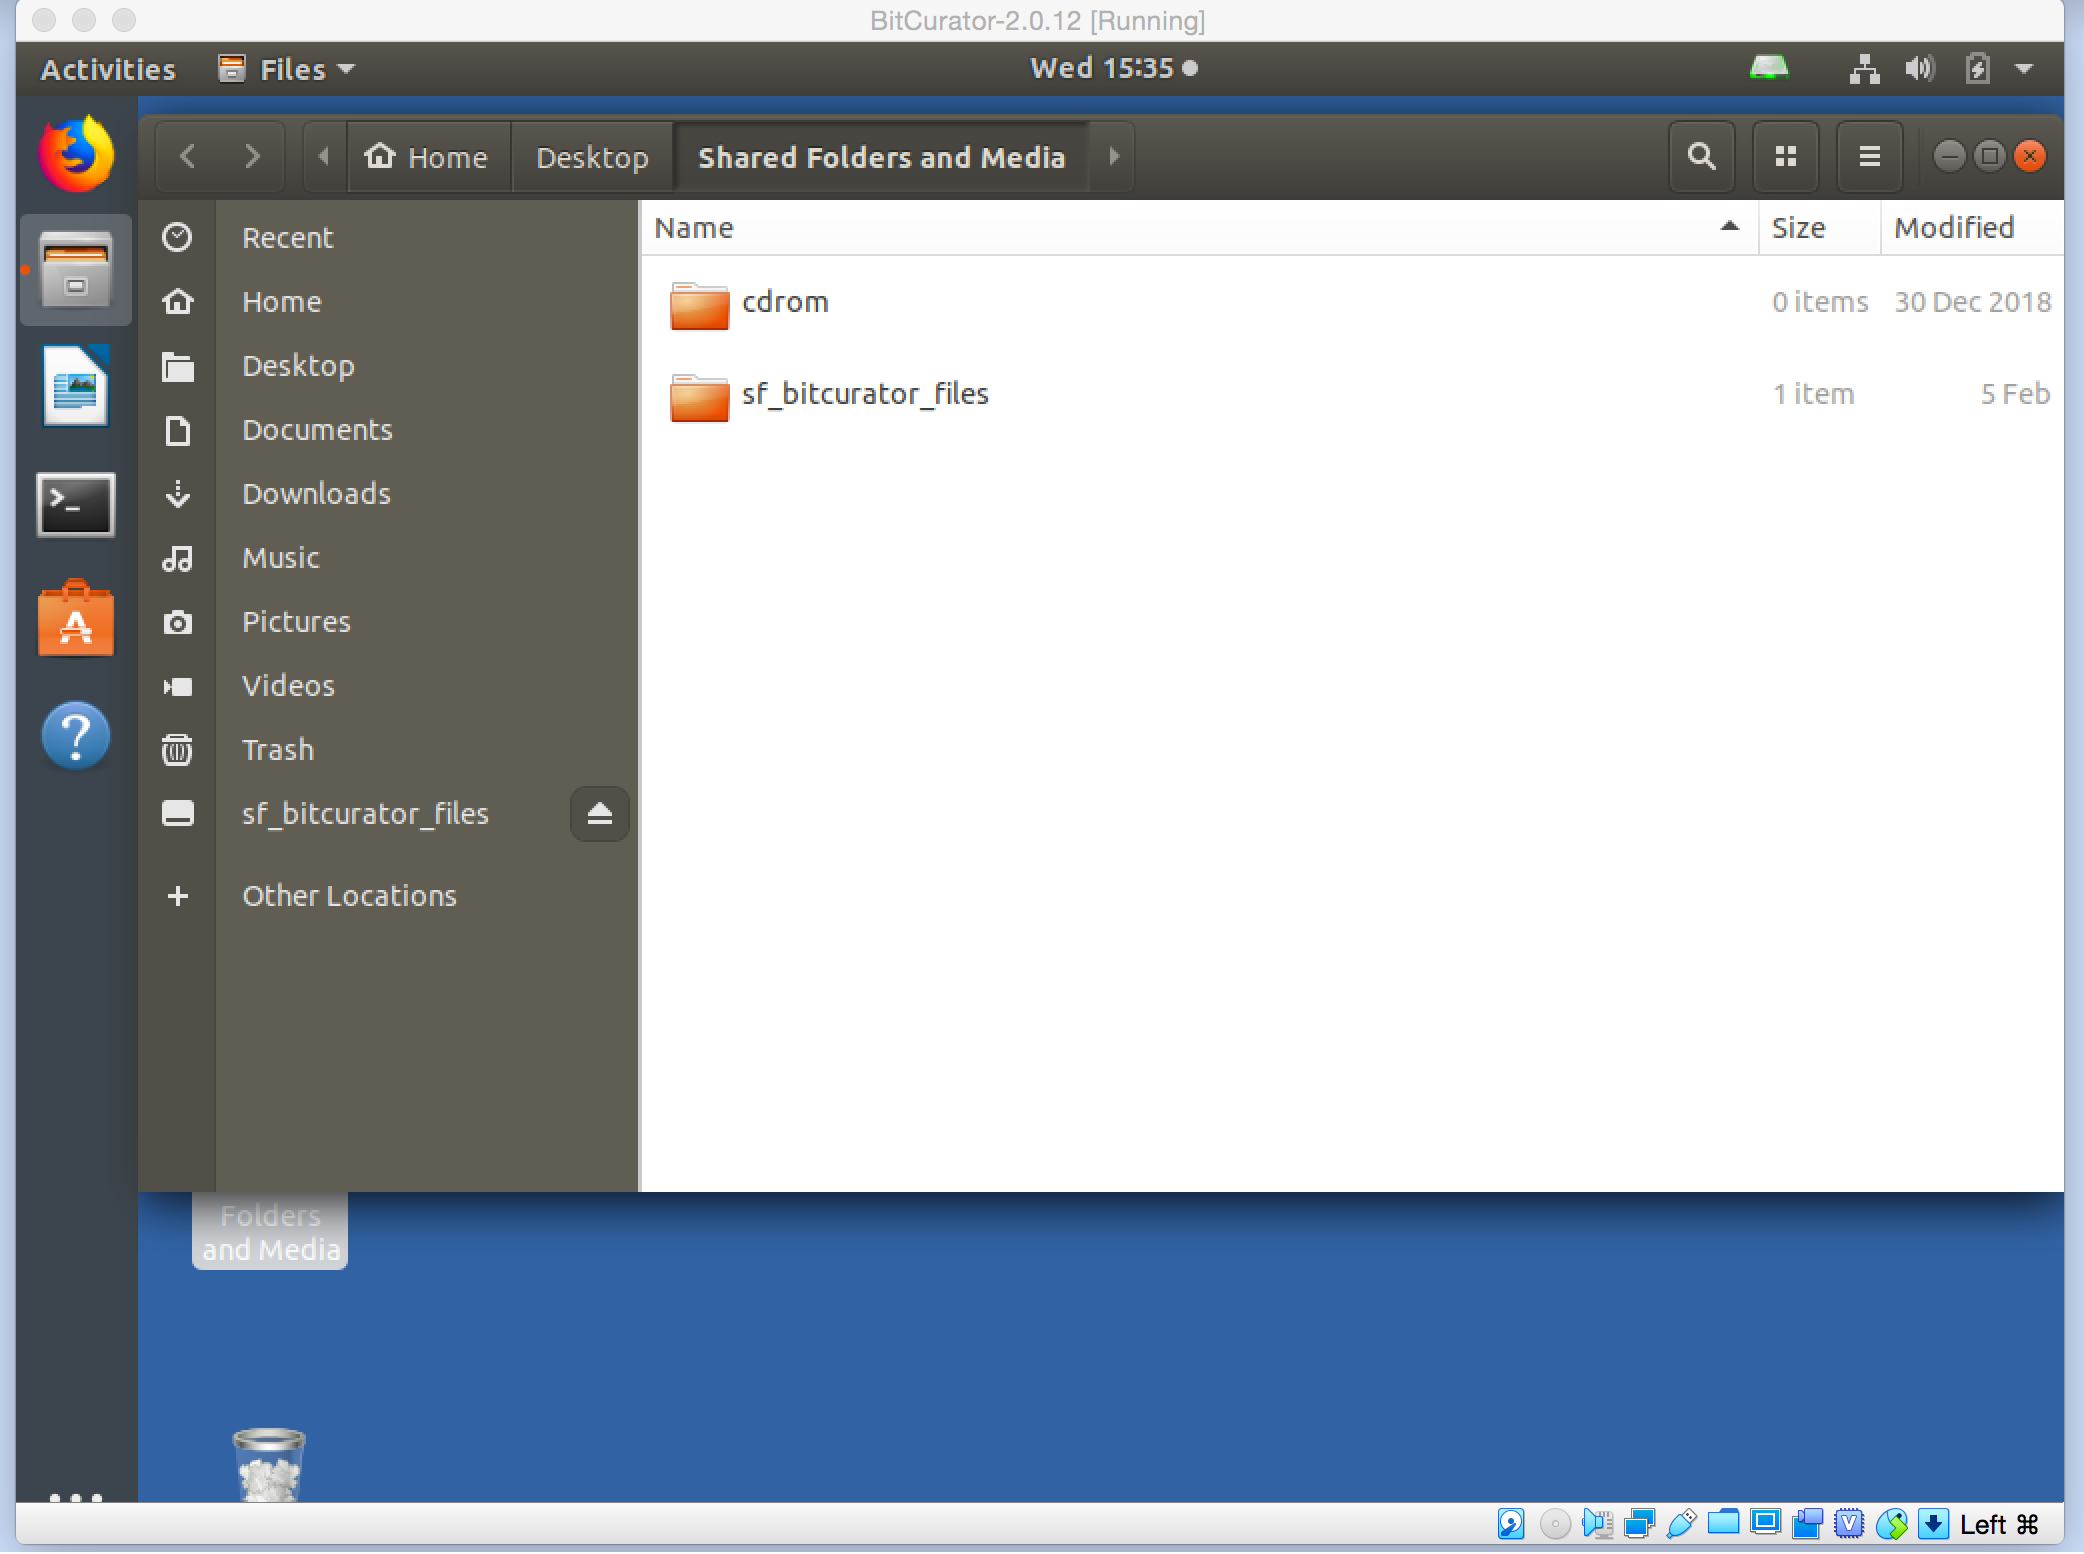 BitCurator-2.0.12 [Running]
Activities
Files
Wed 15:35
Home
Desktop
Shared Folders and Media
Recent
Home
Desktop
Documents
Downloads
Music
Pictures
Videos
Trash
sf_bitcurator_files
Other Locations
Name
Size
Modified
cdrom
0 items
30 Dec 2018
sf_bitcurator_files
1 item
5 Feb
Folders
and Media
Left ⌘